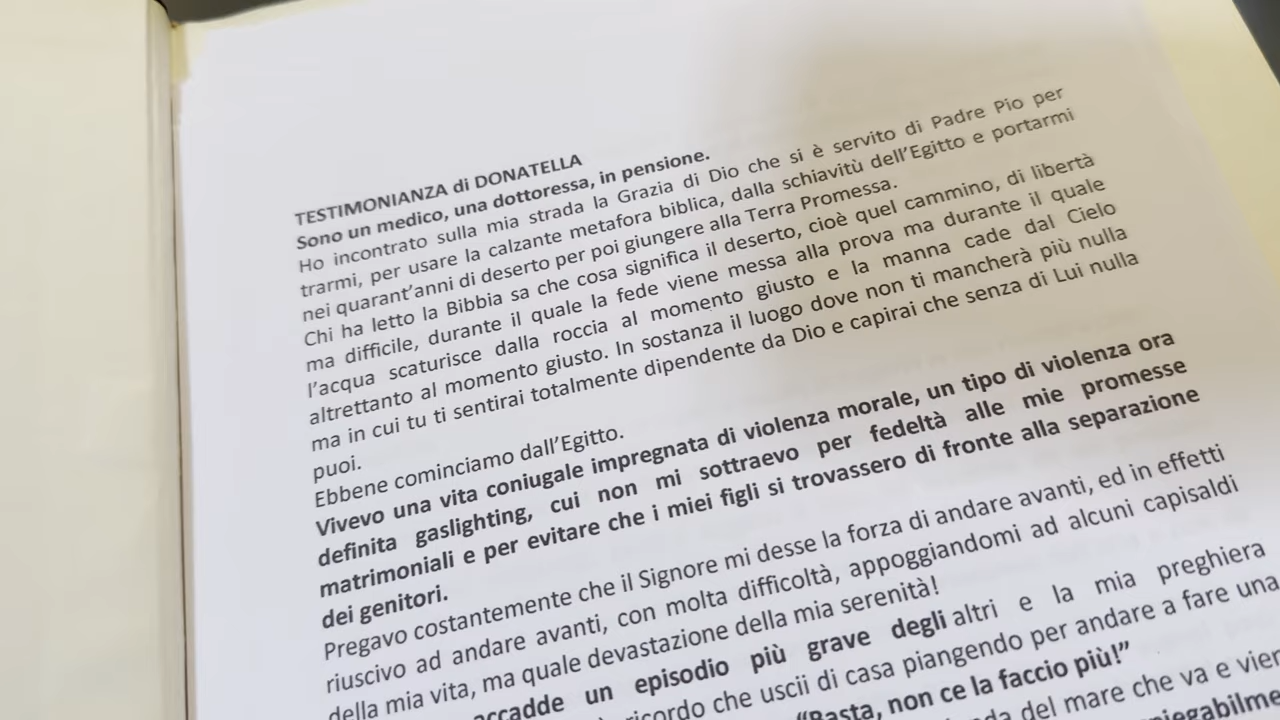 TESTIMONIANZA di DONATELLA
Sono un medico, una dottoressa, in pensione.
Ho incontrato sulla mia strada la Grazia di Dio che si è servito di Padre Pio per
trarmi, per usare la calzante metafora biblica, dalla schiavitù dell'Egitto e portarmi
nei quarant'anni di deserto per poi giungere alla Terra Promessa.
Chi ha letto la Bibbia sa che cosa significa il deserto, cioè quel cammino, di libertà
ma difficile, durante il quale la fede viene messa alla prova ma durante il quale
l'acqua scaturisce dalla roccia al momento giusto e la manna cade dal Cielo
altrettanto al momento giusto. In sostanza il luogo dove non ti mancherà più nulla
ma in cui tu ti sentirai totalmente dipendente da Dio e capirai che senza di Lui nulla
puoi.
Ebbene cominciamo dall'Egitto.
Vivevo una vita coniugale impregnata di violenza morale, un tipo di violenza ora
definita gaslighting, cui non mi sottraevo per fedeltà alle mie promesse
matrimoniali e per evitare che i miei figli si trovassero di fronte alla separazione
dei genitori.
Pregavo costantemente che il Signore mi desse la forza di andare avanti, ed in effetti
riuscivo ad andare avanti, con molta difficoltà, appoggiandomi ad alcuni capisaldi
della mia vita, ma quale devastazione della mia serenità!
un episodio più grave degli altri e la mia preghiera
ricordo che uscii di casa piangendo per andare a fare una
“Basta, non ce la faccio più!”
del mare che va e